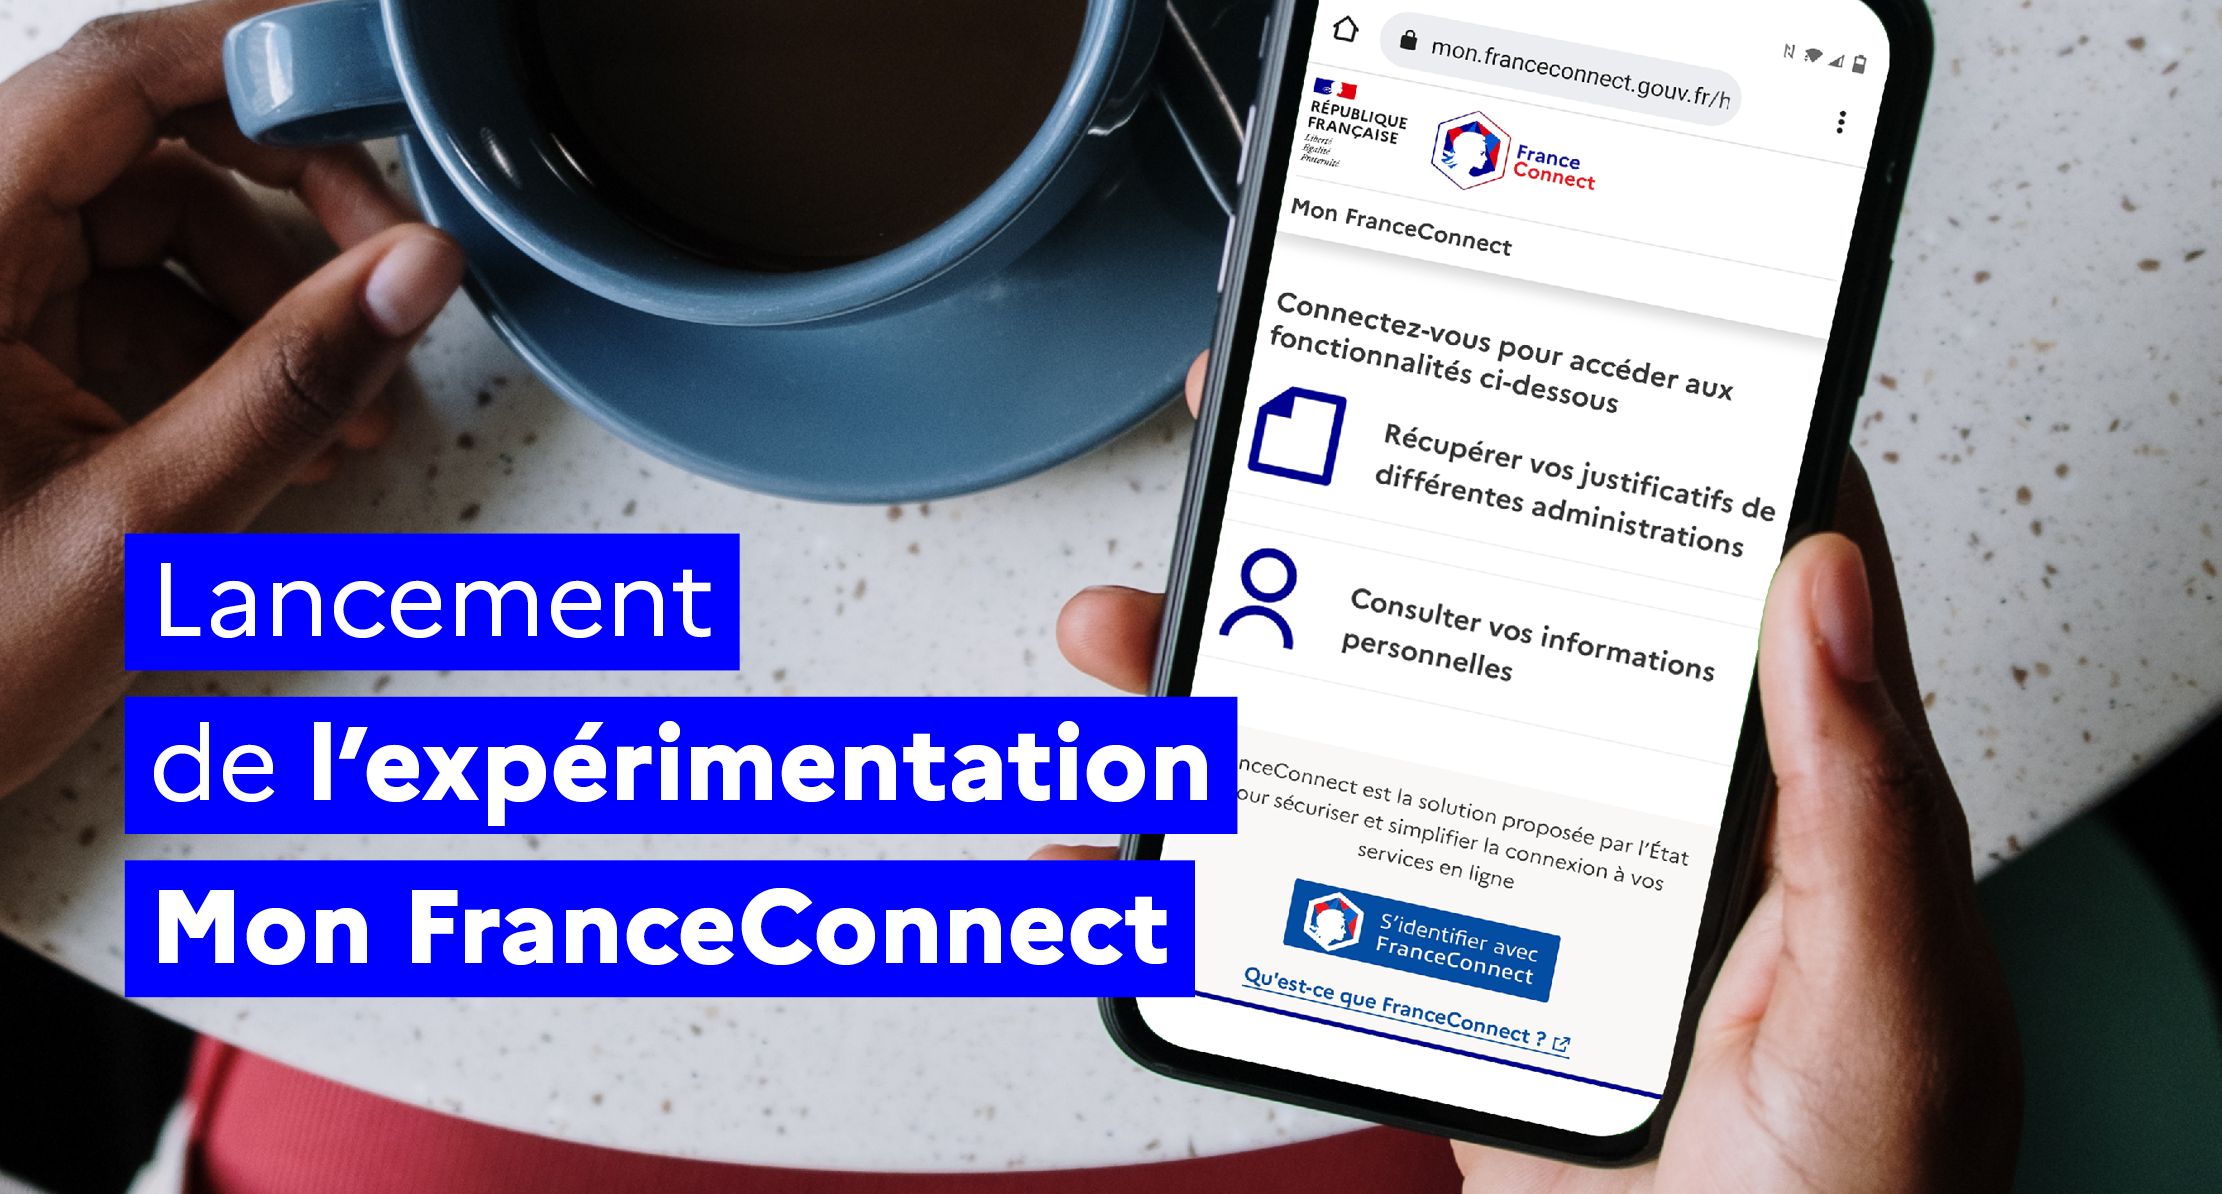 mon.franceconnect.gouv.fr/h
RÉPUBLIQUE
FRANÇAISE
Liberté
Égalité
Fraternité
France
Connect
Mon FranceConnect
Connectez-vous pour accéder aux
fonctionnalités ci-dessous
Récupérer vos justificatifs de
différentes administrations
Consulter vos informations
personnelles
nceConnect est la solution proposée par l'État
our sécuriser et simplifier la connexion à vos
services en ligne
S'identifier avec
FranceConnect
Qu'est-ce que FranceConnect ?
Lancement
de l'expérimentation
Mon FranceConnect